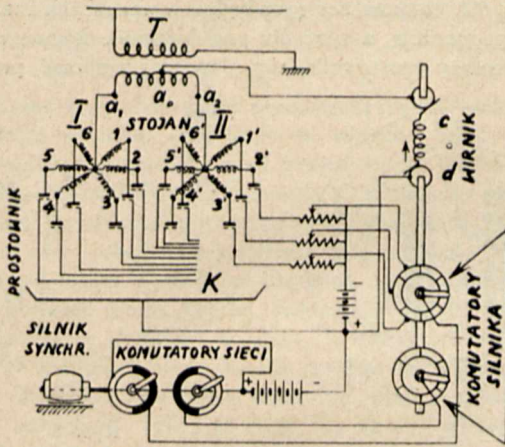 T
a₁ a₀ a₂
I STOJAN II
6 1 6' 1'
5 2 5' 2'
4 3 4' 3'
c
d
WIRNIK
PROSTOWNIK
K
- +
SILNIK
SYNCHR.
KOMUTATORY SIECI
+ -
KOMUTATORY
SILNIKA